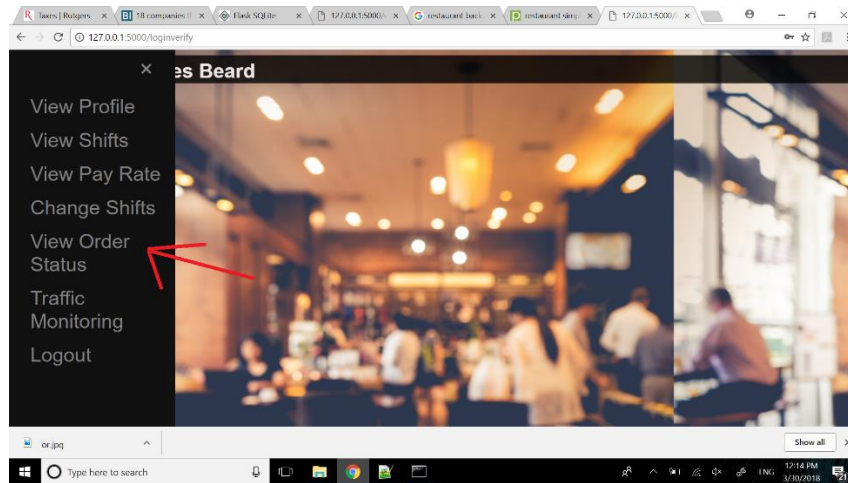 Taxes | Rutgers
18 companies th
Flask SQLite
127.0.0.1:5000/
restaurant back
restaurant simp
127.0.0.1:5000/
127.0.0.1:5000/loginverify
es Beard
View Profile
View Shifts
View Pay Rate
Change Shifts
View Order
Status
Traffic
Monitoring
Logout
or.jpg
Show all
Type here to search
ENG
12:14 PM
3/30/2018
21